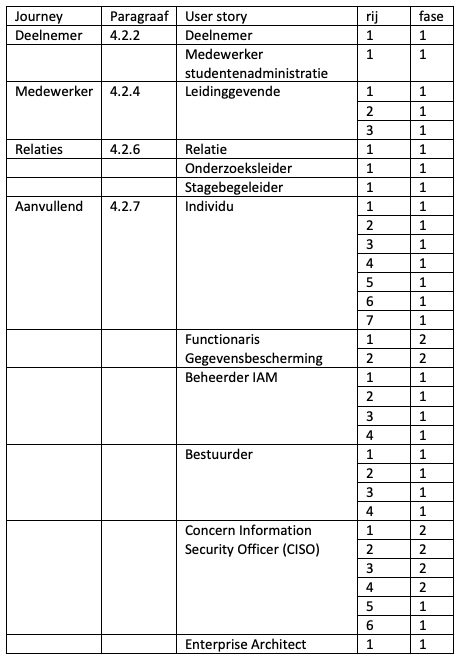 Journey Paragraaf User story rij fase
Deelnemer 4.2.2 Deelnemer 1 1
Medewerker 1 1
studentenadministratie
Medewerker 4.2.4 Leidinggevende 1 1
2 1
3 1
Relaties 4.2.6 Relatie 1 1
Onderzoeksleider 1 1
Stagebegeleider 1 1
Aanvullend 4.2.7 Individu 1 1
2 1
3 1
4 1
5 1
6 1
7 1
Functionaris 1 2
Gegevensbescherming 2 2
Beheerder IAM 1 1
2 1
3 1
4 1
Bestuurder 1 1
2 1
3 1
4 1
Concern Information 1 2
Security Officer (CISO) 2 2
3 2
4 2
5 1
6 1
Enterprise Architect 1 1